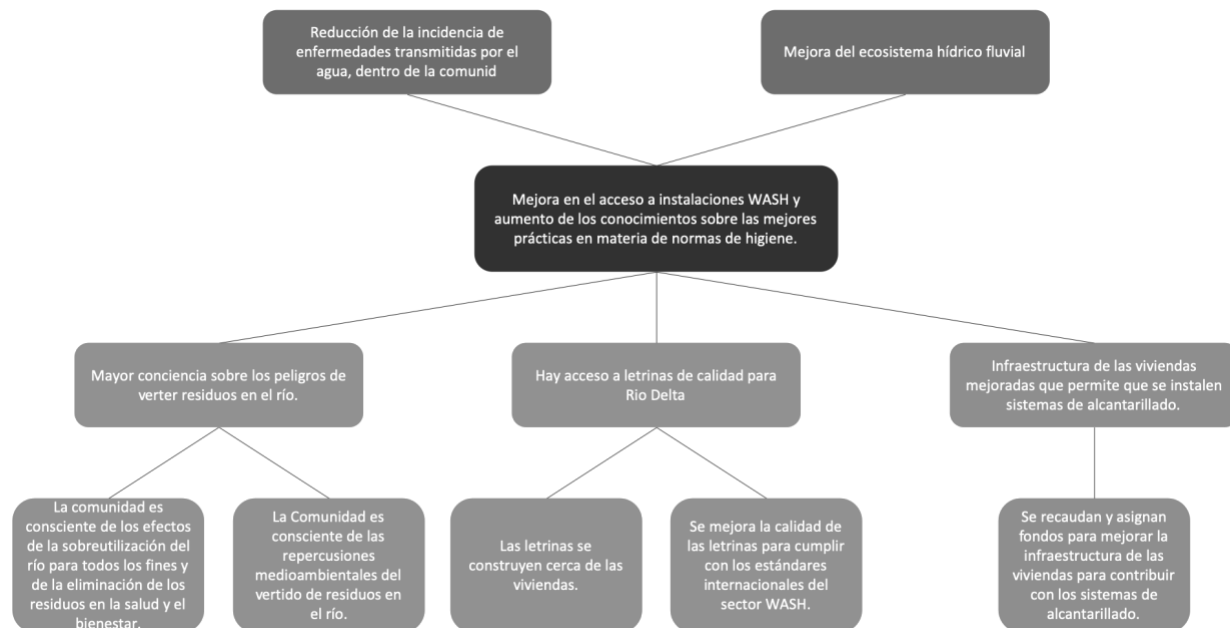 Reducción de la incidencia de
enfermedades transmitidas por el
agua, dentro de la comunid
Mejora del ecosistema hídrico fluvial
Mejora en el acceso a instalaciones WASH y
aumento de los conocimientos sobre las mejores
prácticas en materia de normas de higiene.
Mayor conciencia sobre los peligros de
verter residuos en el río.
Hay acceso a letrinas de calidad para
Rio Delta
Infraestructura de las viviendas
mejoradas que permite que se instalen
sistemas de alcantarillado.
La comunidad es
consciente de los efectos
de la sobreutilización del
río para todos los fines y
de la eliminación de los
residuos en la salud y el
bienestar.
La Comunidad es
consciente de las
repercusiones
medioambientales del
vertido de residuos en
el río.
Las letrinas se
construyen cerca de las
viviendas.
Se mejora la calidad de
las letrinas para cumplir
con los estándares
internacionales del
sector WASH.
Se recaudan y asignan
fondos para mejorar la
infraestructura de las
viviendas para contribuir
con los sistemas de
alcantarillado.